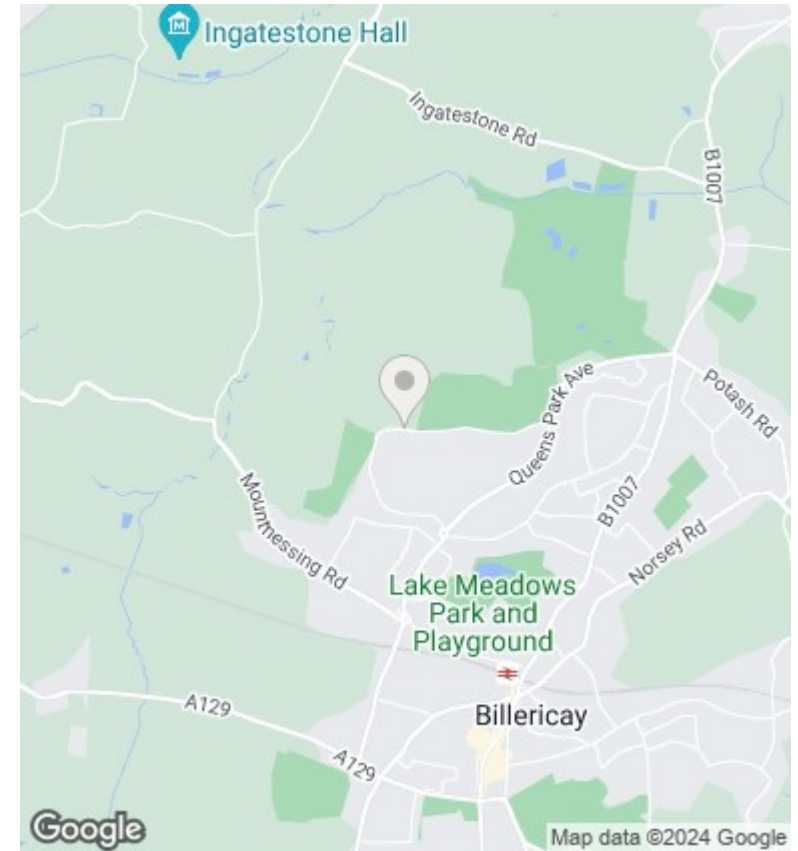 Ingatestone Hall
Ingatestone Rd
B1007
Queens Park Ave
Potash Rd
B1007
Mountnessing Rd
Norsey Rd
Lake Meadows
Park and
Playground
A129
Billericay
A129
Google
Map data ©2024 Google